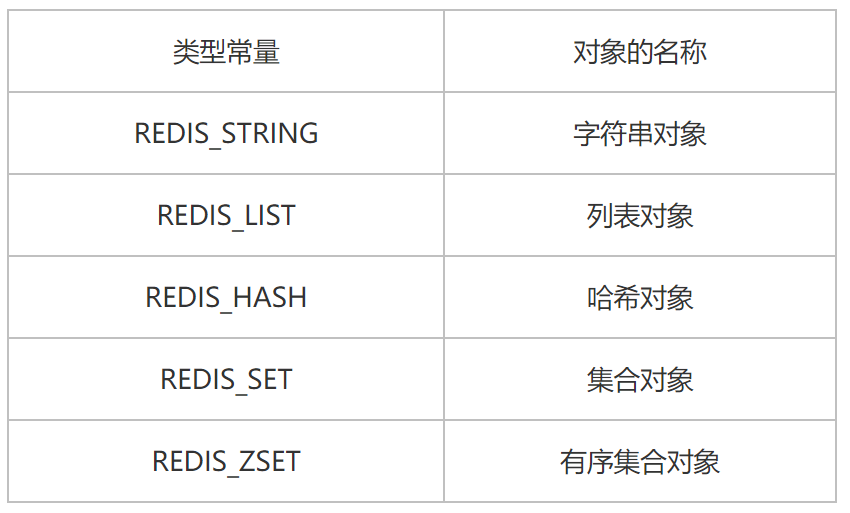 类型常量 对象的名称
REDIS_STRING 字符串对象
REDIS_LIST 列表对象
REDIS_HASH 哈希对象
REDIS_SET 集合对象
REDIS_ZSET 有序集合对象